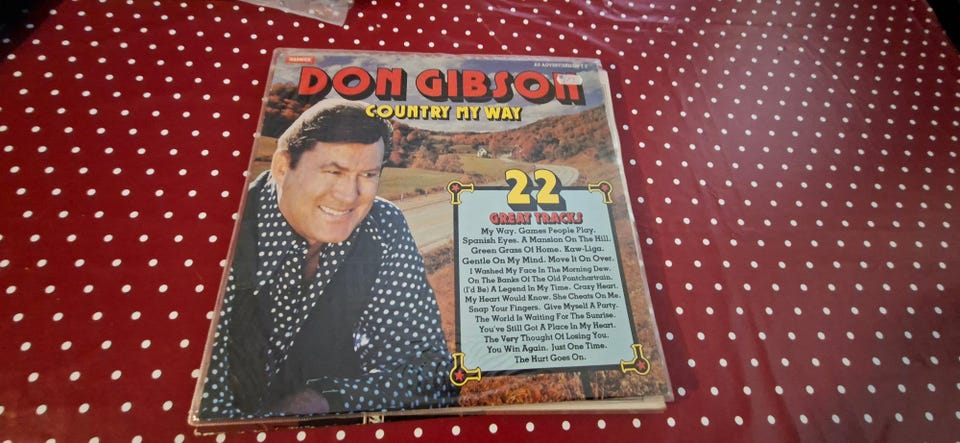 WARWICK
AS ADVERTISED ON T.V.
DON GIBSON
COUNTRY MY WAY
22
GREAT TRACKS
My Way. Games People Play.
Spanish Eyes. A Mansion On The Hill.
Green Grass Of Home. Kaw-Liga.
Gentle On My Mind. Move It On Over.
I Washed My Face In The Morning Dew.
On The Banks Of The Old Pontchartrain.
(I'd Be) A Legend In My Time. Crazy Heart.
My Heart Would Know. She Cheats On Me.
Snap Your Fingers. Give Myself A Party.
The World Is Waiting For The Sunrise.
You've Still Got A Place In My Heart.
The Very Thought Of Losing You.
You Win Again. Just One Time.
The Hurt Goes On.